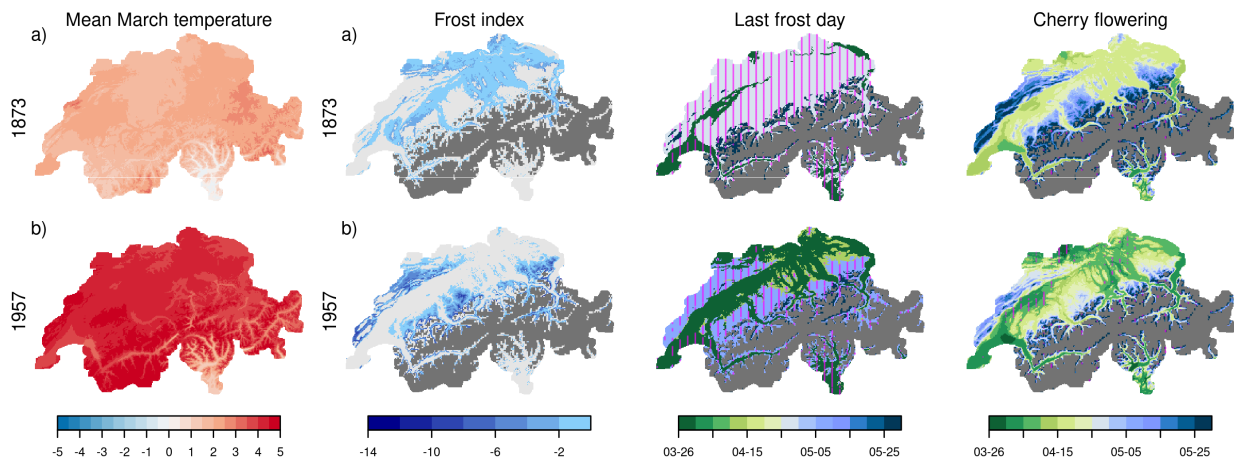 Mean March temperature Frost index Last frost day Cherry flowering
a) a)
1873 1873
b) b)
1957 1957
-5 -4 -3 -2 -1 0 1 2 3 4 5 -14 -10 -6 -2 03-26 04-15 05-05 05-25 03-26 04-15 05-05 05-25